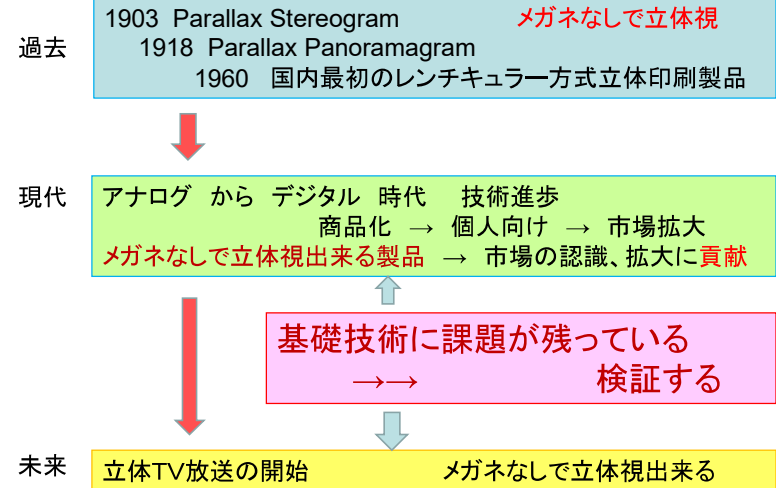 過去
1903 Parallax Stereogram メガネなしで立体視
1918 Parallax Panoramagram
1960 国内最初のレンチキュラー方式立体印刷製品
現代
アナログ から デジタル 時代 技術進歩
商品化 → 個人向け → 市場拡大
メガネなしで立体視出来る製品 → 市場の認識、拡大に貢献
基礎技術に課題が残っている
→→ 検証する
未来
立体TV放送の開始 メガネなしで立体視出来る